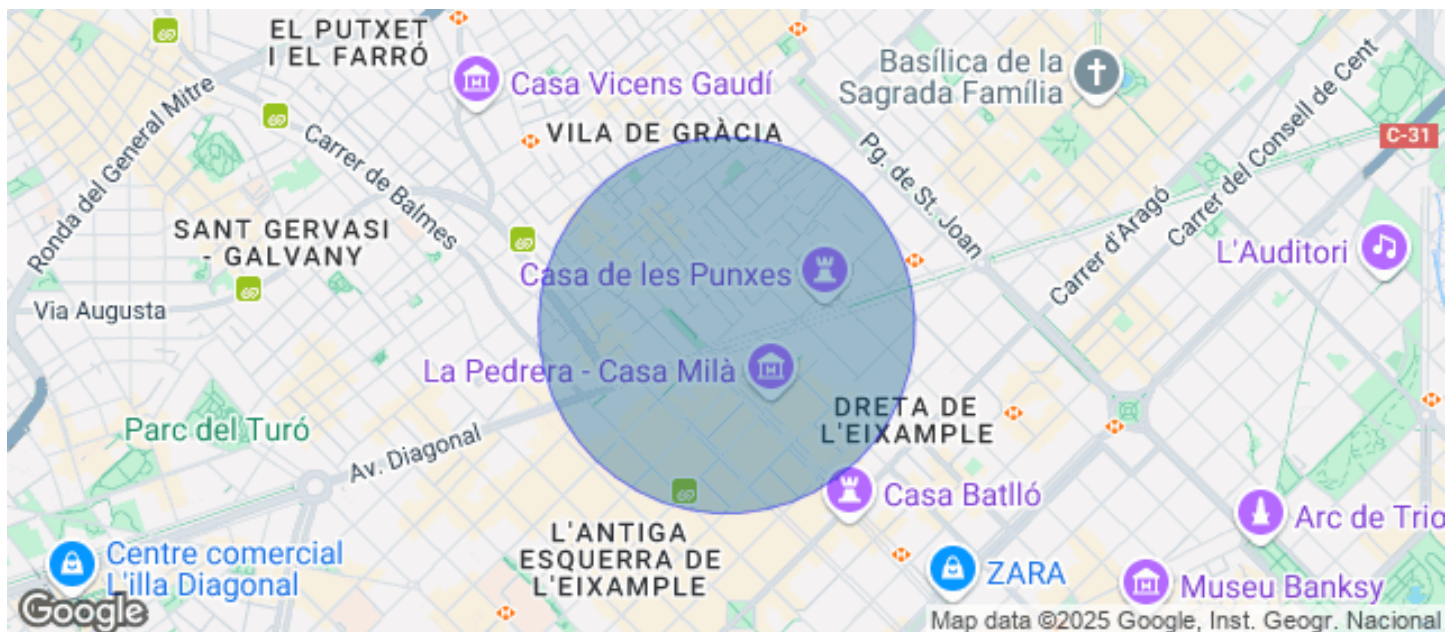 EL PUTXET
I EL FARRÓ
Casa Vicens Gaudí
Basílica de la
Sagrada Família
Ronda del General Mitre
Carrer de Balmes
VILA DE GRÀCIA
Pg. de St. Joan
Carrer del Consell de Cent
C-31
Carrer d'Aragó
SANT GERVASI
- GALVANY
Casa de les Punxes
L'Auditori
Via Augusta
La Pedrera - Casa Milà
DRETA DE
L'EIXAMPLE
Parc del Turó
Av. Diagonal
Casa Batlló
Arc de Trio
L'ANTIGA
ESQUERRA DE
L'EIXAMPLE
Centre comercial
L'illa Diagonal
ZARA
Museu Banksy
Google
Map data ©2025 Google, Inst. Geogr. Nacional